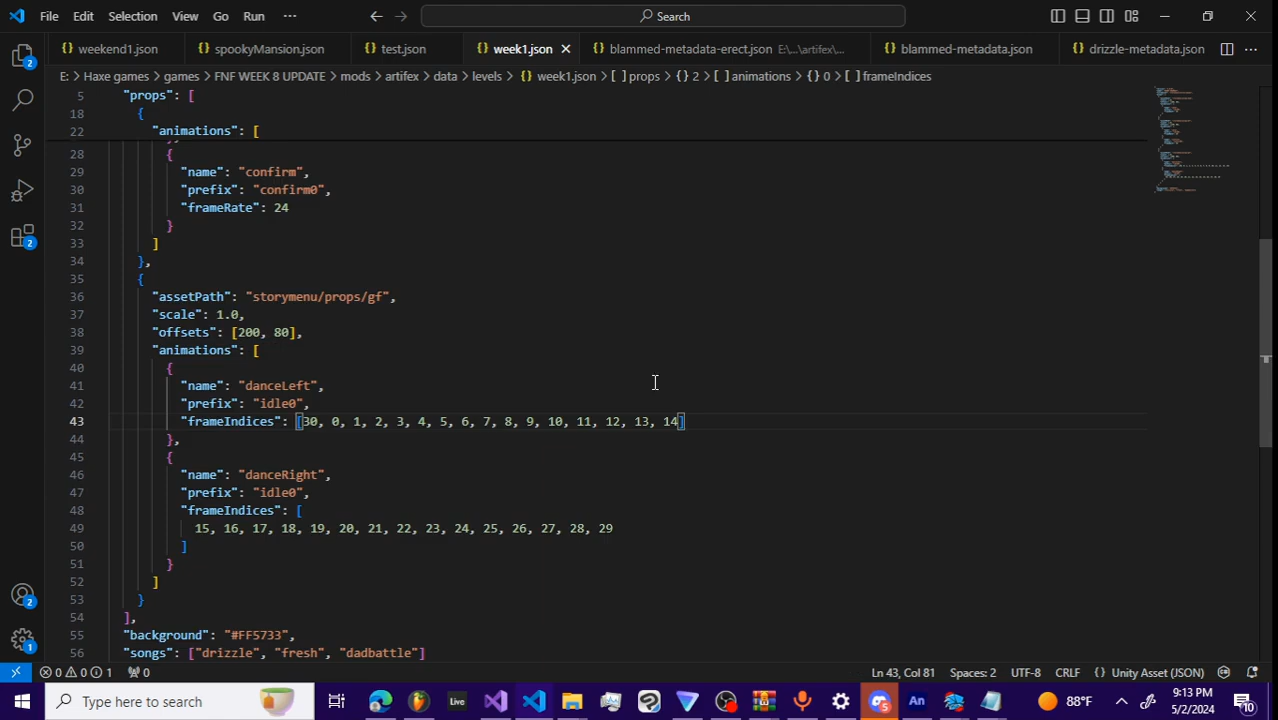 File Edit Selection View Go Run ··· Search
weekend1.json spookyMansion.json test.json week1.json blammed-metadata-erect.json E:\...\artifex\... blammed-metadata.json drizzle-metadata.json
E: > Haxe games > games > FNF WEEK 8 UPDATE > mods > artifex > data > levels > {} week1.json > [ ] props > {} 2 > [ ] animations > {} 0 > [ ] frameIndices
5 "props": [
18 {
22 "animations": [
28 {
29 "name": "confirm",
30 "prefix": "confirm0",
31 "frameRate": 24
32 }
33 ]
34 },
35 {
36 "assetPath": "storymenu/props/gf",
37 "scale": 1.0,
38 "offsets": [200, 80],
39 "animations": [
40 {
41 "name": "danceLeft",
42 "prefix": "idle0",
43 "frameIndices": [30, 0, 1, 2, 3, 4, 5, 6, 7, 8, 9, 10, 11, 12, 13, 14]
44 },
45 {
46 "name": "danceRight",
47 "prefix": "idle0",
48 "frameIndices": [
49 15, 16, 17, 18, 19, 20, 21, 22, 23, 24, 25, 26, 27, 28, 29
50 ]
51 }
52 ]
53 }
54 ],
55 "background": "#FF5733",
56 "songs": ["drizzle", "fresh", "dadbattle"]
0 0 1 0 Ln 43, Col 81 Spaces: 2 UTF-8 CRLF {} Unity Asset (JSON)
Type here to search Live An 88°F 9:13 PM
5/2/2024 10